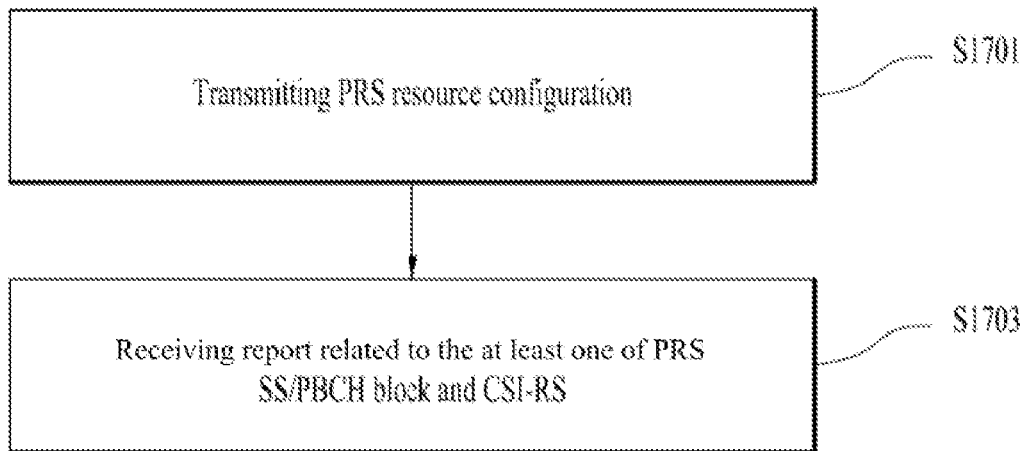 Transmitting PRS resource configuration
S1701
Receiving report related to the at least one of PRS
SS/PBCH block and CSI-RS
S1703